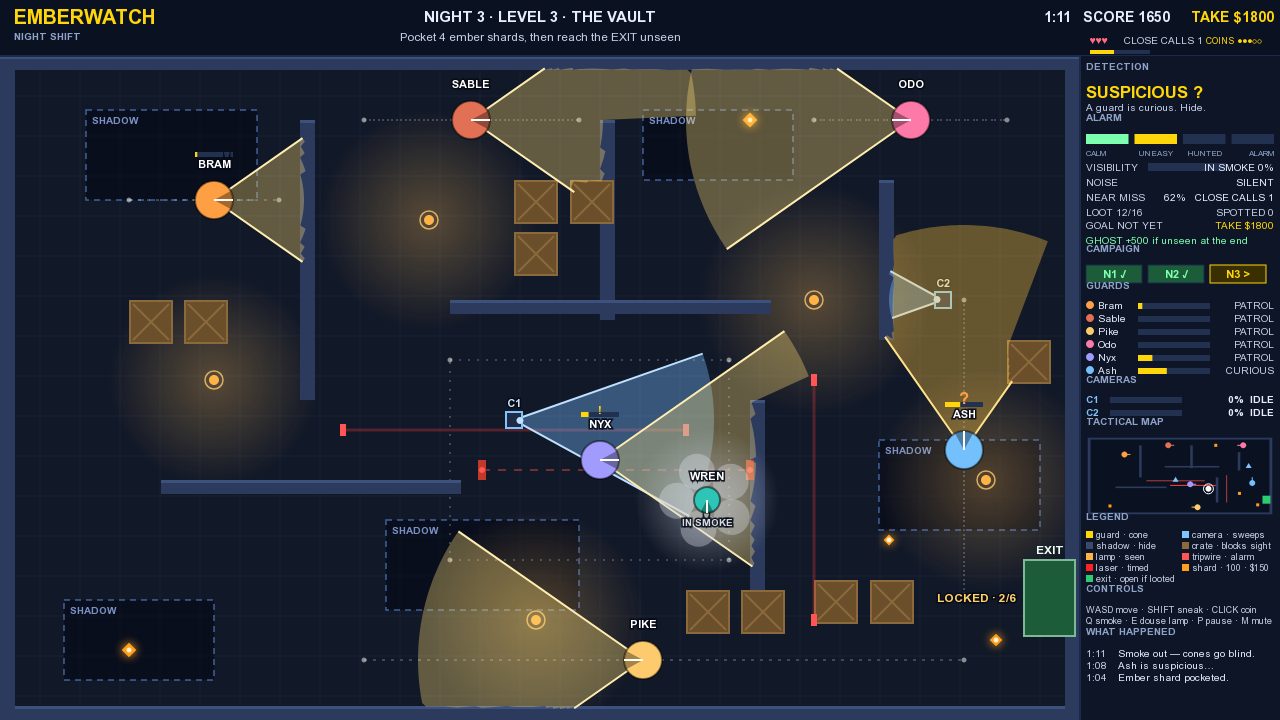 EMBERWATCH
NIGHT SHIFT
NIGHT 3 · LEVEL 3 · THE VAULT
Pocket 4 ember shards, then reach the EXIT unseen
1:11 SCORE 1650 TAKE $1800
♥♥♥ CLOSE CALLS 1 COINS ●●●○○
SHADOW
BRAM
SABLE
SHADOW
ODO
C2
C1
NYX
!
WREN
IN SMOKE
?
ASH
SHADOW
SHADOW
SHADOW
PIKE
EXIT
LOCKED · 2/6
DETECTION
SUSPICIOUS ?
A guard is curious. Hide.
ALARM
CALM UNEASY HUNTED ALARM
VISIBILITY IN SMOKE 0%
NOISE SILENT
NEAR MISS 62% CLOSE CALLS 1
LOOT 12/16 SPOTTED 0
GOAL NOT YET TAKE $1800
GHOST +500 if unseen at the end
CAMPAIGN
N1 ✓ N2 ✓ N3 >
GUARDS
Bram PATROL
Sable PATROL
Pike PATROL
Odo PATROL
Nyx PATROL
Ash CURIOUS
CAMERAS
C1 0% IDLE
C2 0% IDLE
TACTICAL MAP
LEGEND
guard · cone camera · sweeps
shadow · hide crate · blocks sight
lamp · seen tripwire · alarm
laser · timed shard · 100 · $150
exit · open if looted
CONTROLS
WASD move · SHIFT sneak · CLICK coin
Q smoke · E douse lamp · P pause · M mute
WHAT HAPPENED
1:11 Smoke out — cones go blind.
1:08 Ash is suspicious…
1:04 Ember shard pocketed.